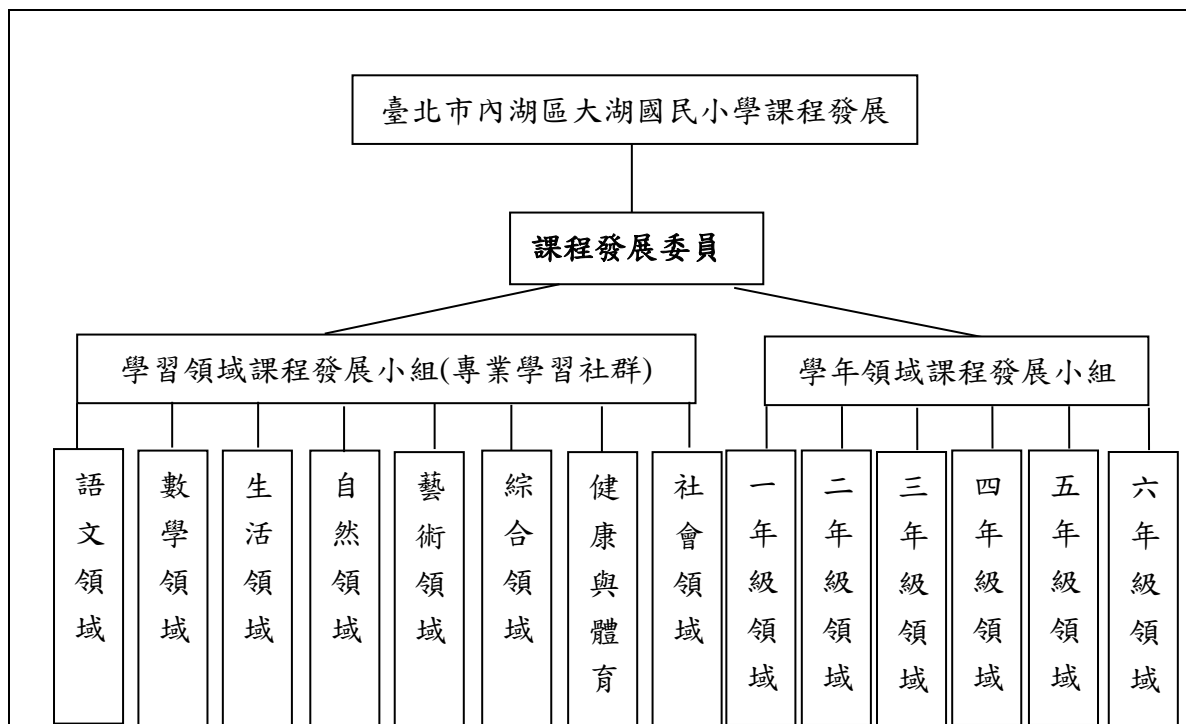 臺北市內湖區大湖國民小學課程發展
課程發展委員
學習領域課程發展小組(專業學習社群)
學年領域課程發展小組
語文領域
數學領域
生活領域
自然領域
藝術領域
綜合領域
健康與體育
社會領域
一年級領域
二年級領域
三年級領域
四年級領域
五年級領域
六年級領域